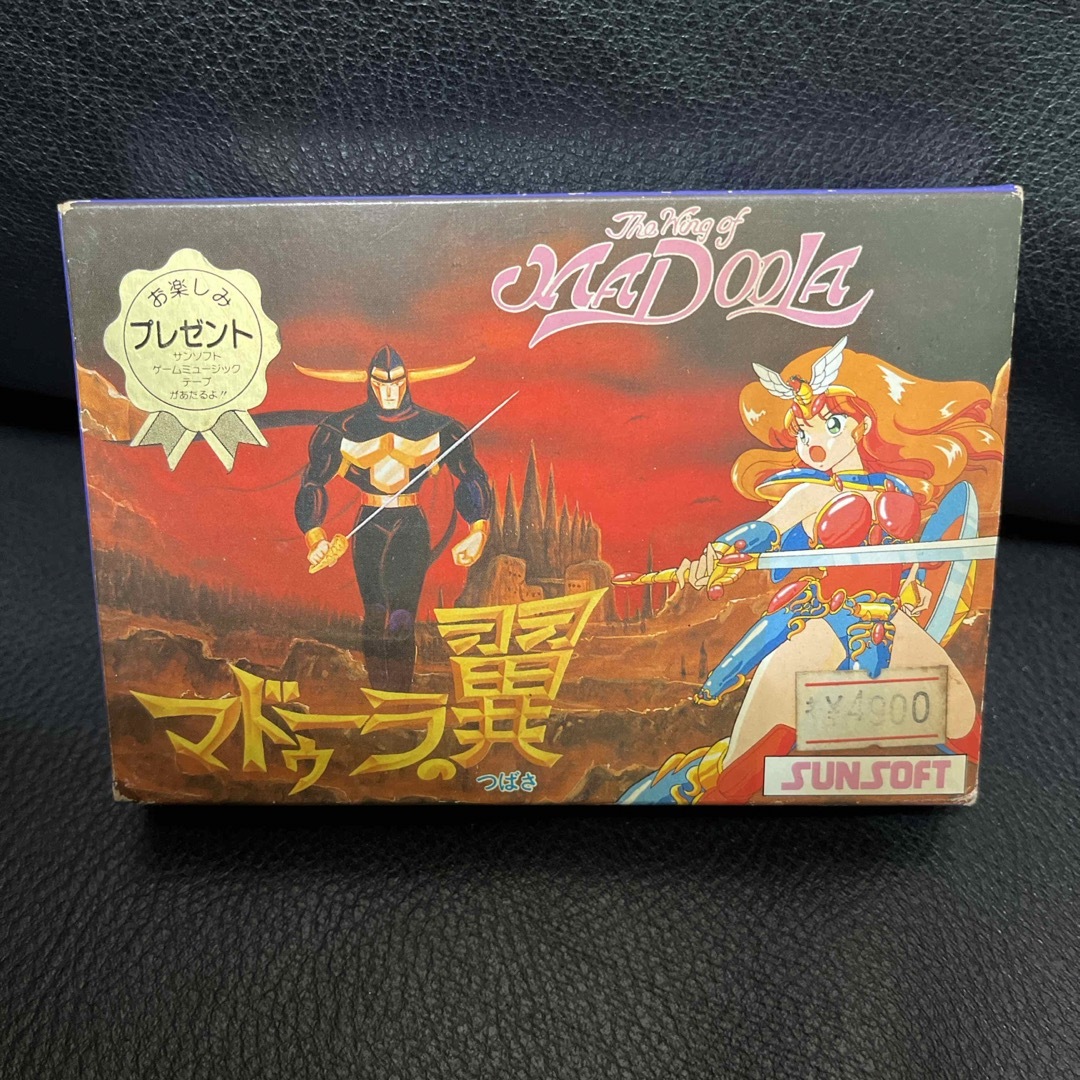 The Wing of
MADOOLA
お楽しみ
プレゼント
サンソフト
ゲームミュージック
テープ
があたるよ!!
マドゥーラの翼
つばさ
¥4900
SUNSOFT